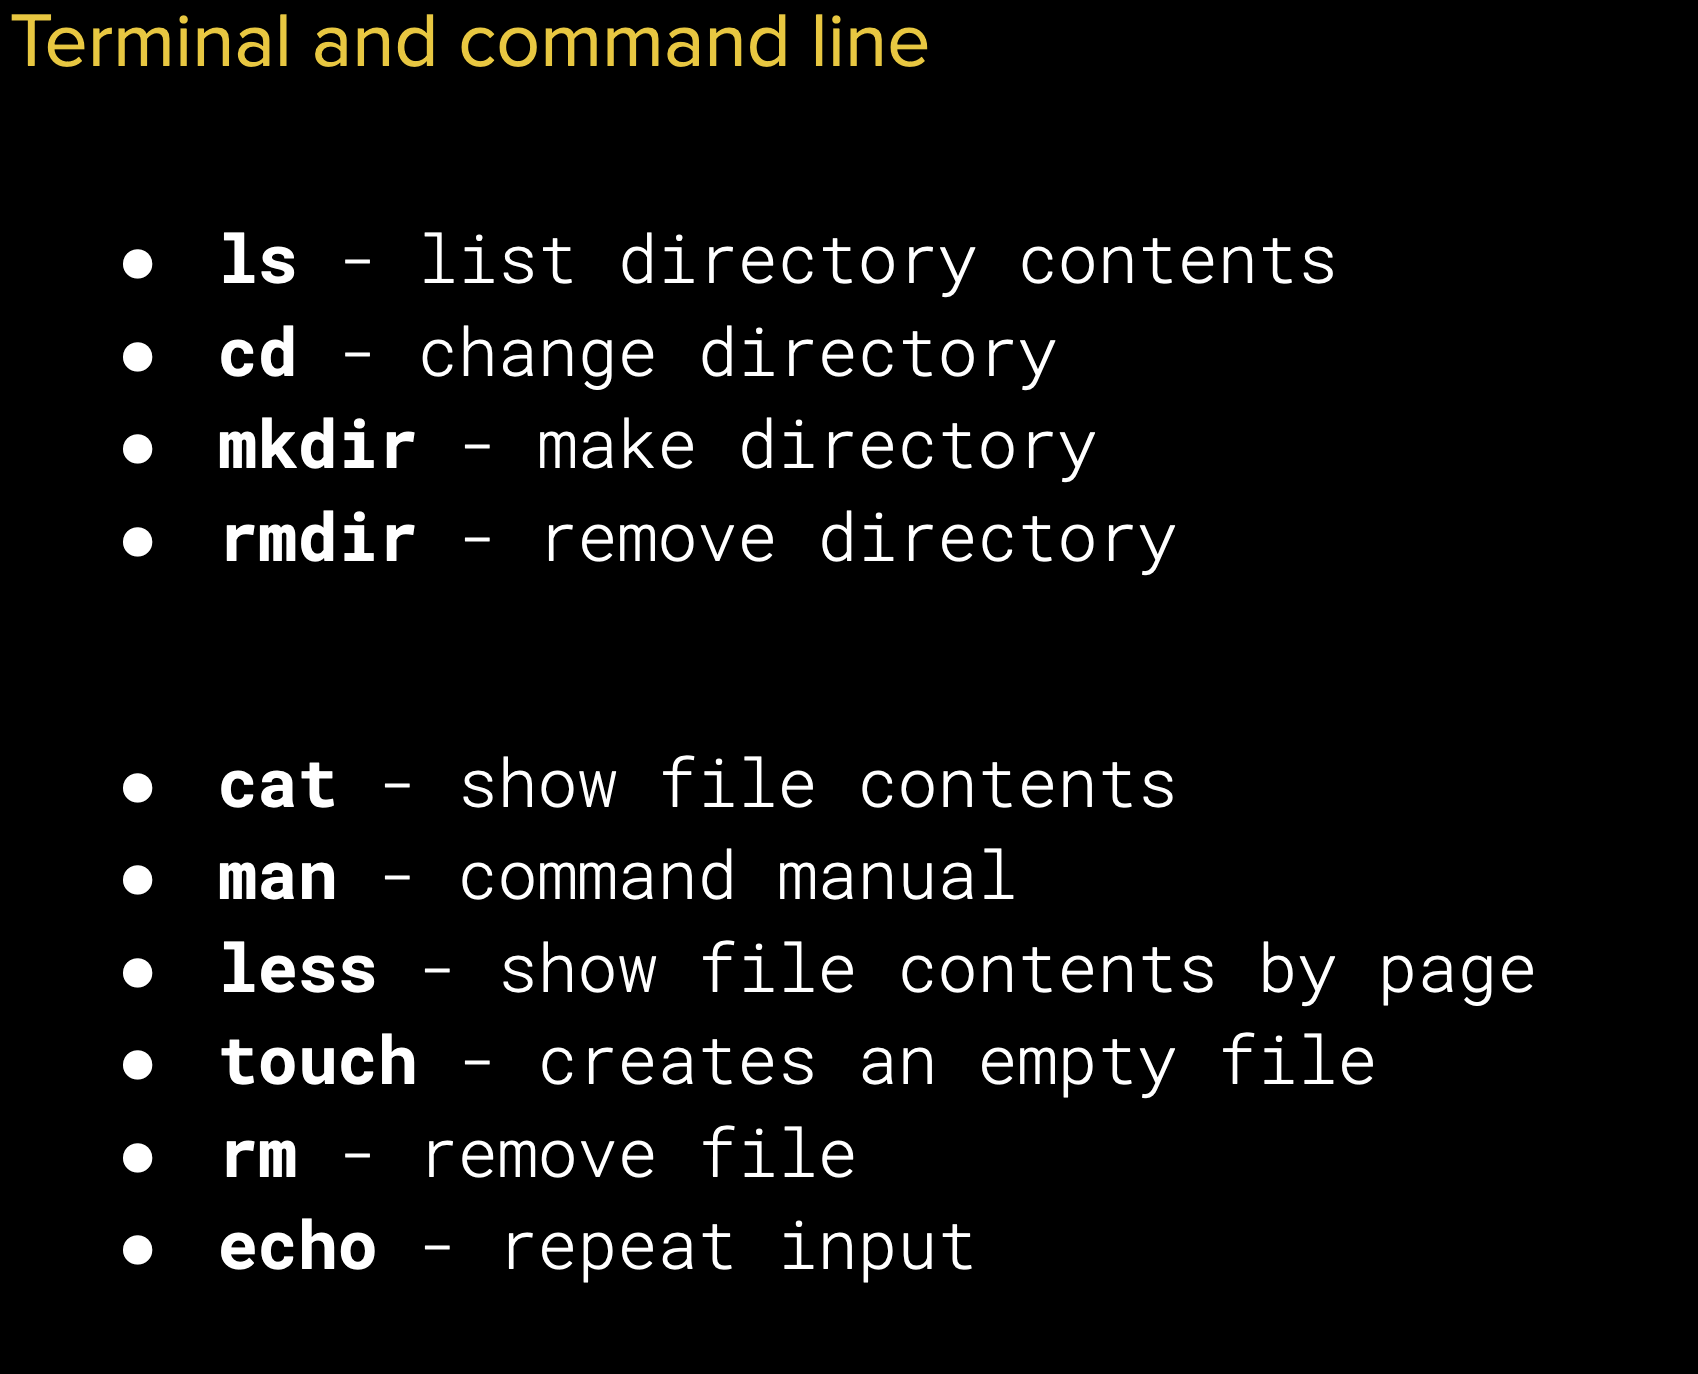 Terminal and command line
● ls - list directory contents
● cd - change directory
● mkdir - make directory
● rmdir - remove directory
● cat - show file contents
● man - command manual
● less - show file contents by page
● touch - creates an empty file
● rm - remove file
● echo - repeat input